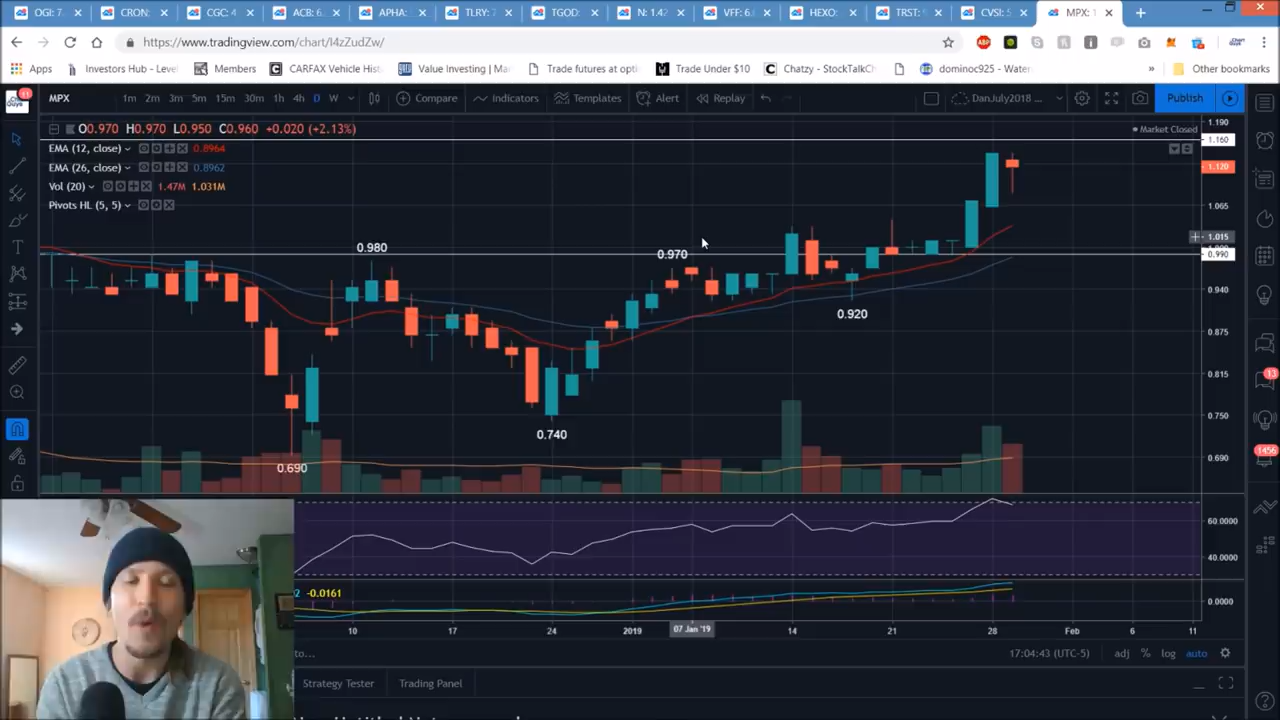 OGI: 7. CRON: CGC: 4 ACB: 6. APHA: TLRY: 7 TGOD: N: 1.42 VFF: 6. HEXO: TRST: CVSI: 5 MPX: 1
https://www.tradingview.com/chart/I4zZudZw/
Apps Investors Hub - Level Members CARFAX Vehicle Hist Value Investing | M Trade futures at opti Trade Under $10 Chatzy - StockTalkC dominoc925 - Water » Other bookmarks
11 MPX 1m 2m 3m 5m 15m 30m 1h 4h D W Compare Indicators Templates Alert Replay DanJuly2018 ... Publish
O0.970 H0.970 L0.950 C0.960 +0.020 (+2.13%) Market Closed 1.190
EMA (12, close) 0.8964 1.160
EMA (26, close) 0.8962 1.120
Vol (20) 1.47M 1.031M
Pivots HL (5, 5) 1.065
1.015
0.980 0.970 0.990
0.940
0.920
0.875
0.815
13
0.750
0.740
1456
0.690 0.690
60.0000
40.0000
-0.0161 0.0000
10 17 24 2019 07 Jan '19 14 21 28 Feb 6 11
17:04:43 (UTC-5) adj % log auto
Strategy Tester Trading Panel